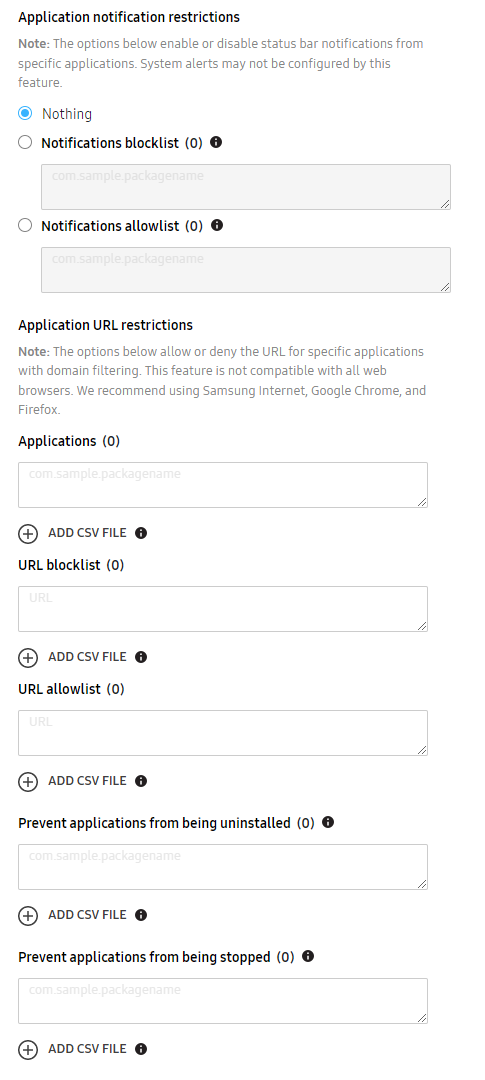 Application notification restrictions
Note: The options below enable or disable status bar notifications from
specific applications. System alerts may not be configured by this
feature.
Nothing
Notifications blocklist (0)
com.sample.packagename
Notifications allowlist (0)
com.sample.packagename
Application URL restrictions
Note: The options below allow or deny the URL for specific applications
with domain filtering. This feature is not compatible with all web
browsers. We recommend using Samsung Internet, Google Chrome, and
Firefox.
Applications (0)
com.sample.packagename
ADD CSV FILE
URL blocklist (0)
URL
ADD CSV FILE
URL allowlist (0)
URL
ADD CSV FILE
Prevent applications from being uninstalled (0)
com.sample.packagename
ADD CSV FILE
Prevent applications from being stopped (0)
com.sample.packagename
ADD CSV FILE